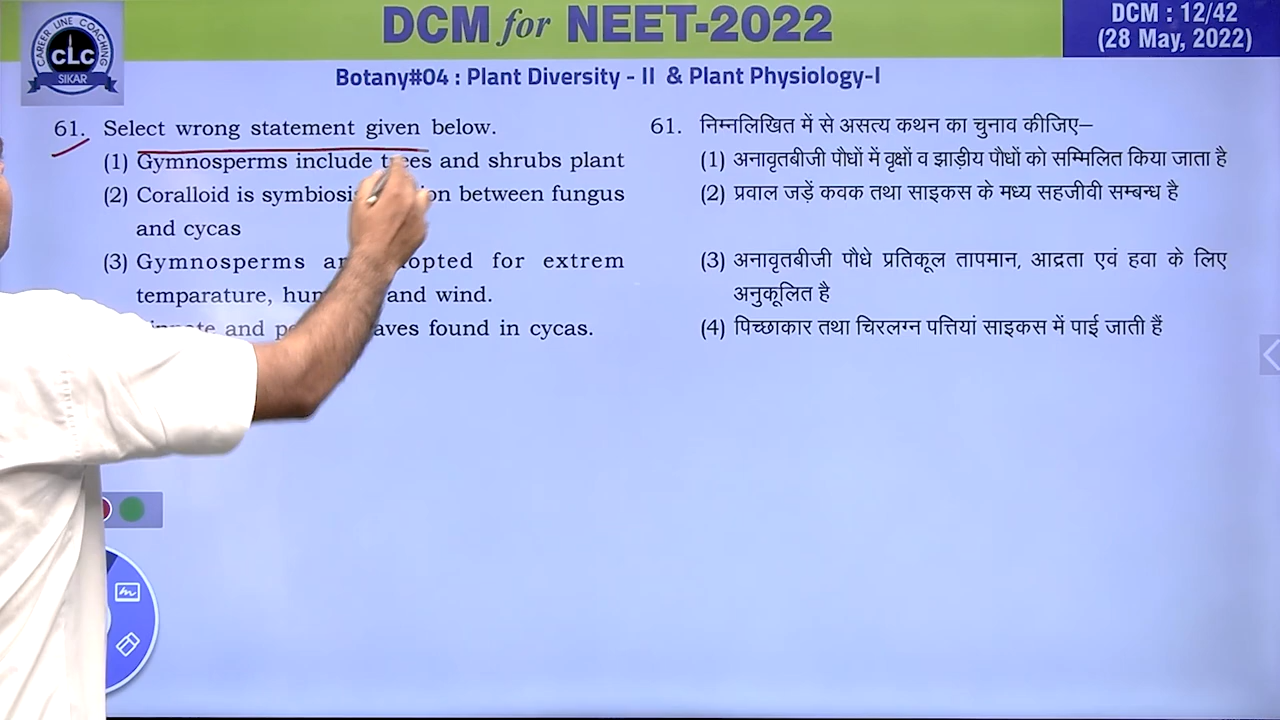 DCM for NEET-2022
DCM : 12/42
(28 May, 2022)
CAREER LINE COACHING
CLC
SIKAR
Botany#04 : Plant Diversity - II & Plant Physiology-I
61. Select wrong statement given below.
(1) Gymnosperms include trees and shrubs plant
(2) Coralloid is between fungus
and cycas
(3) Gymnosperms for extrem
temparature, and wind.
and found in cycas.
61. निम्नलिखित में से असत्य कथन का चुनाव कीजिए–
(1) अनावृतबीजी पौधों में वृक्षों व झाड़ीय पौधों को सम्मिलित किया जाता है
(2) प्रवाल जड़ें कवक तथा साइकस के मध्य सहजीवी सम्बन्ध है
(3) अनावृतबीजी पौधे प्रतिकूल तापमान, आद्रता एवं हवा के लिए
अनुकूलित है
(4) पिच्छाकार तथा चिरलग्न पत्तियां साइकस में पाई जाती हैं